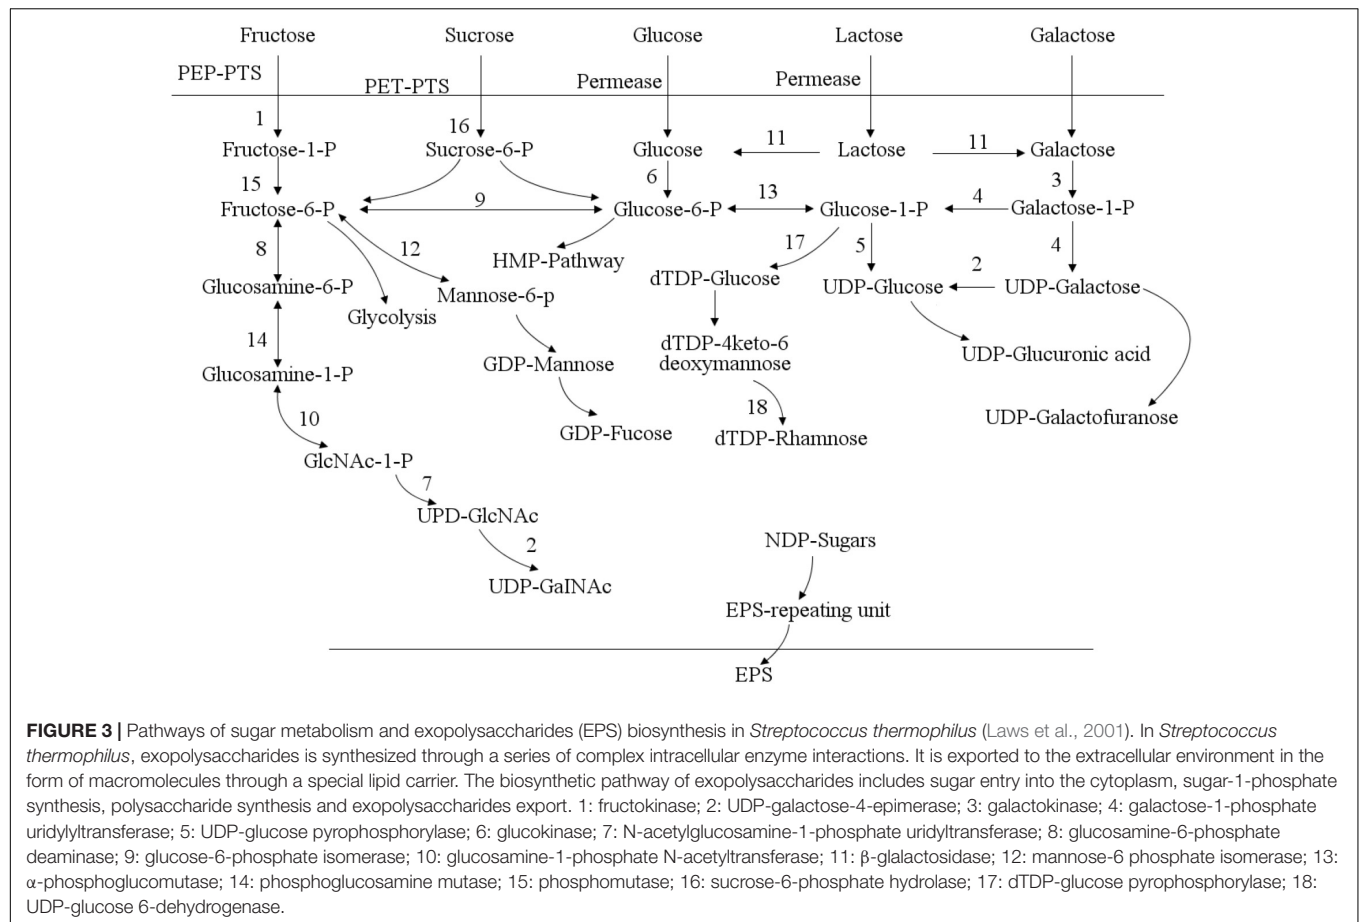 Fructose Sucrose Glucose Lactose Galactose
PEP-PTS PET-PTS Permease Permease
1 16 11 11
Fructose-1-P Sucrose-6-P Glucose Lactose Galactose
15 6 3
9 13 4
Fructose-6-P Glucose-6-P Glucose-1-P Galactose-1-P
8 12 17 5 4
HMP-Pathway
2
dTDP-Glucose
Glucosamine-6-P Mannose-6-p UDP-Glucose UDP-Galactose
Glycolysis
14 dTDP-4keto-6
deoxymannose
UDP-Glucuronic acid
GDP-Mannose
Glucosamine-1-P
18
10 UDP-Galactofuranose
GDP-Fucose dTDP-Rhamnose
GlcNAc-1-P
7
UPD-GlcNAc
2 NDP-Sugars
UDP-GaINAc
EPS-repeating unit
EPS
FIGURE 3 | Pathways of sugar metabolism and exopolysaccharides (EPS) biosynthesis in Streptococcus thermophilus (Laws et al., 2001). In Streptococcus
thermophilus, exopolysaccharides is synthesized through a series of complex intracellular enzyme interactions. It is exported to the extracellular environment in the
form of macromolecules through a special lipid carrier. The biosynthetic pathway of exopolysaccharides includes sugar entry into the cytoplasm, sugar-1-phosphate
synthesis, polysaccharide synthesis and exopolysaccharides export. 1: fructokinase; 2: UDP-galactose-4-epimerase; 3: galactokinase; 4: galactose-1-phosphate
uridylyltransferase; 5: UDP-glucose pyrophosphorylase; 6: glucokinase; 7: N-acetylglucosamine-1-phosphate uridyltransferase; 8: glucosamine-6-phosphate
deaminase; 9: glucose-6-phosphate isomerase; 10: glucosamine-1-phosphate N-acetyltransferase; 11: β-glalactosidase; 12: mannose-6 phosphate isomerase; 13:
α-phosphoglucomutase; 14: phosphoglucosamine mutase; 15: phosphomutase; 16: sucrose-6-phosphate hydrolase; 17: dTDP-glucose pyrophosphorylase; 18:
UDP-glucose 6-dehydrogenase.